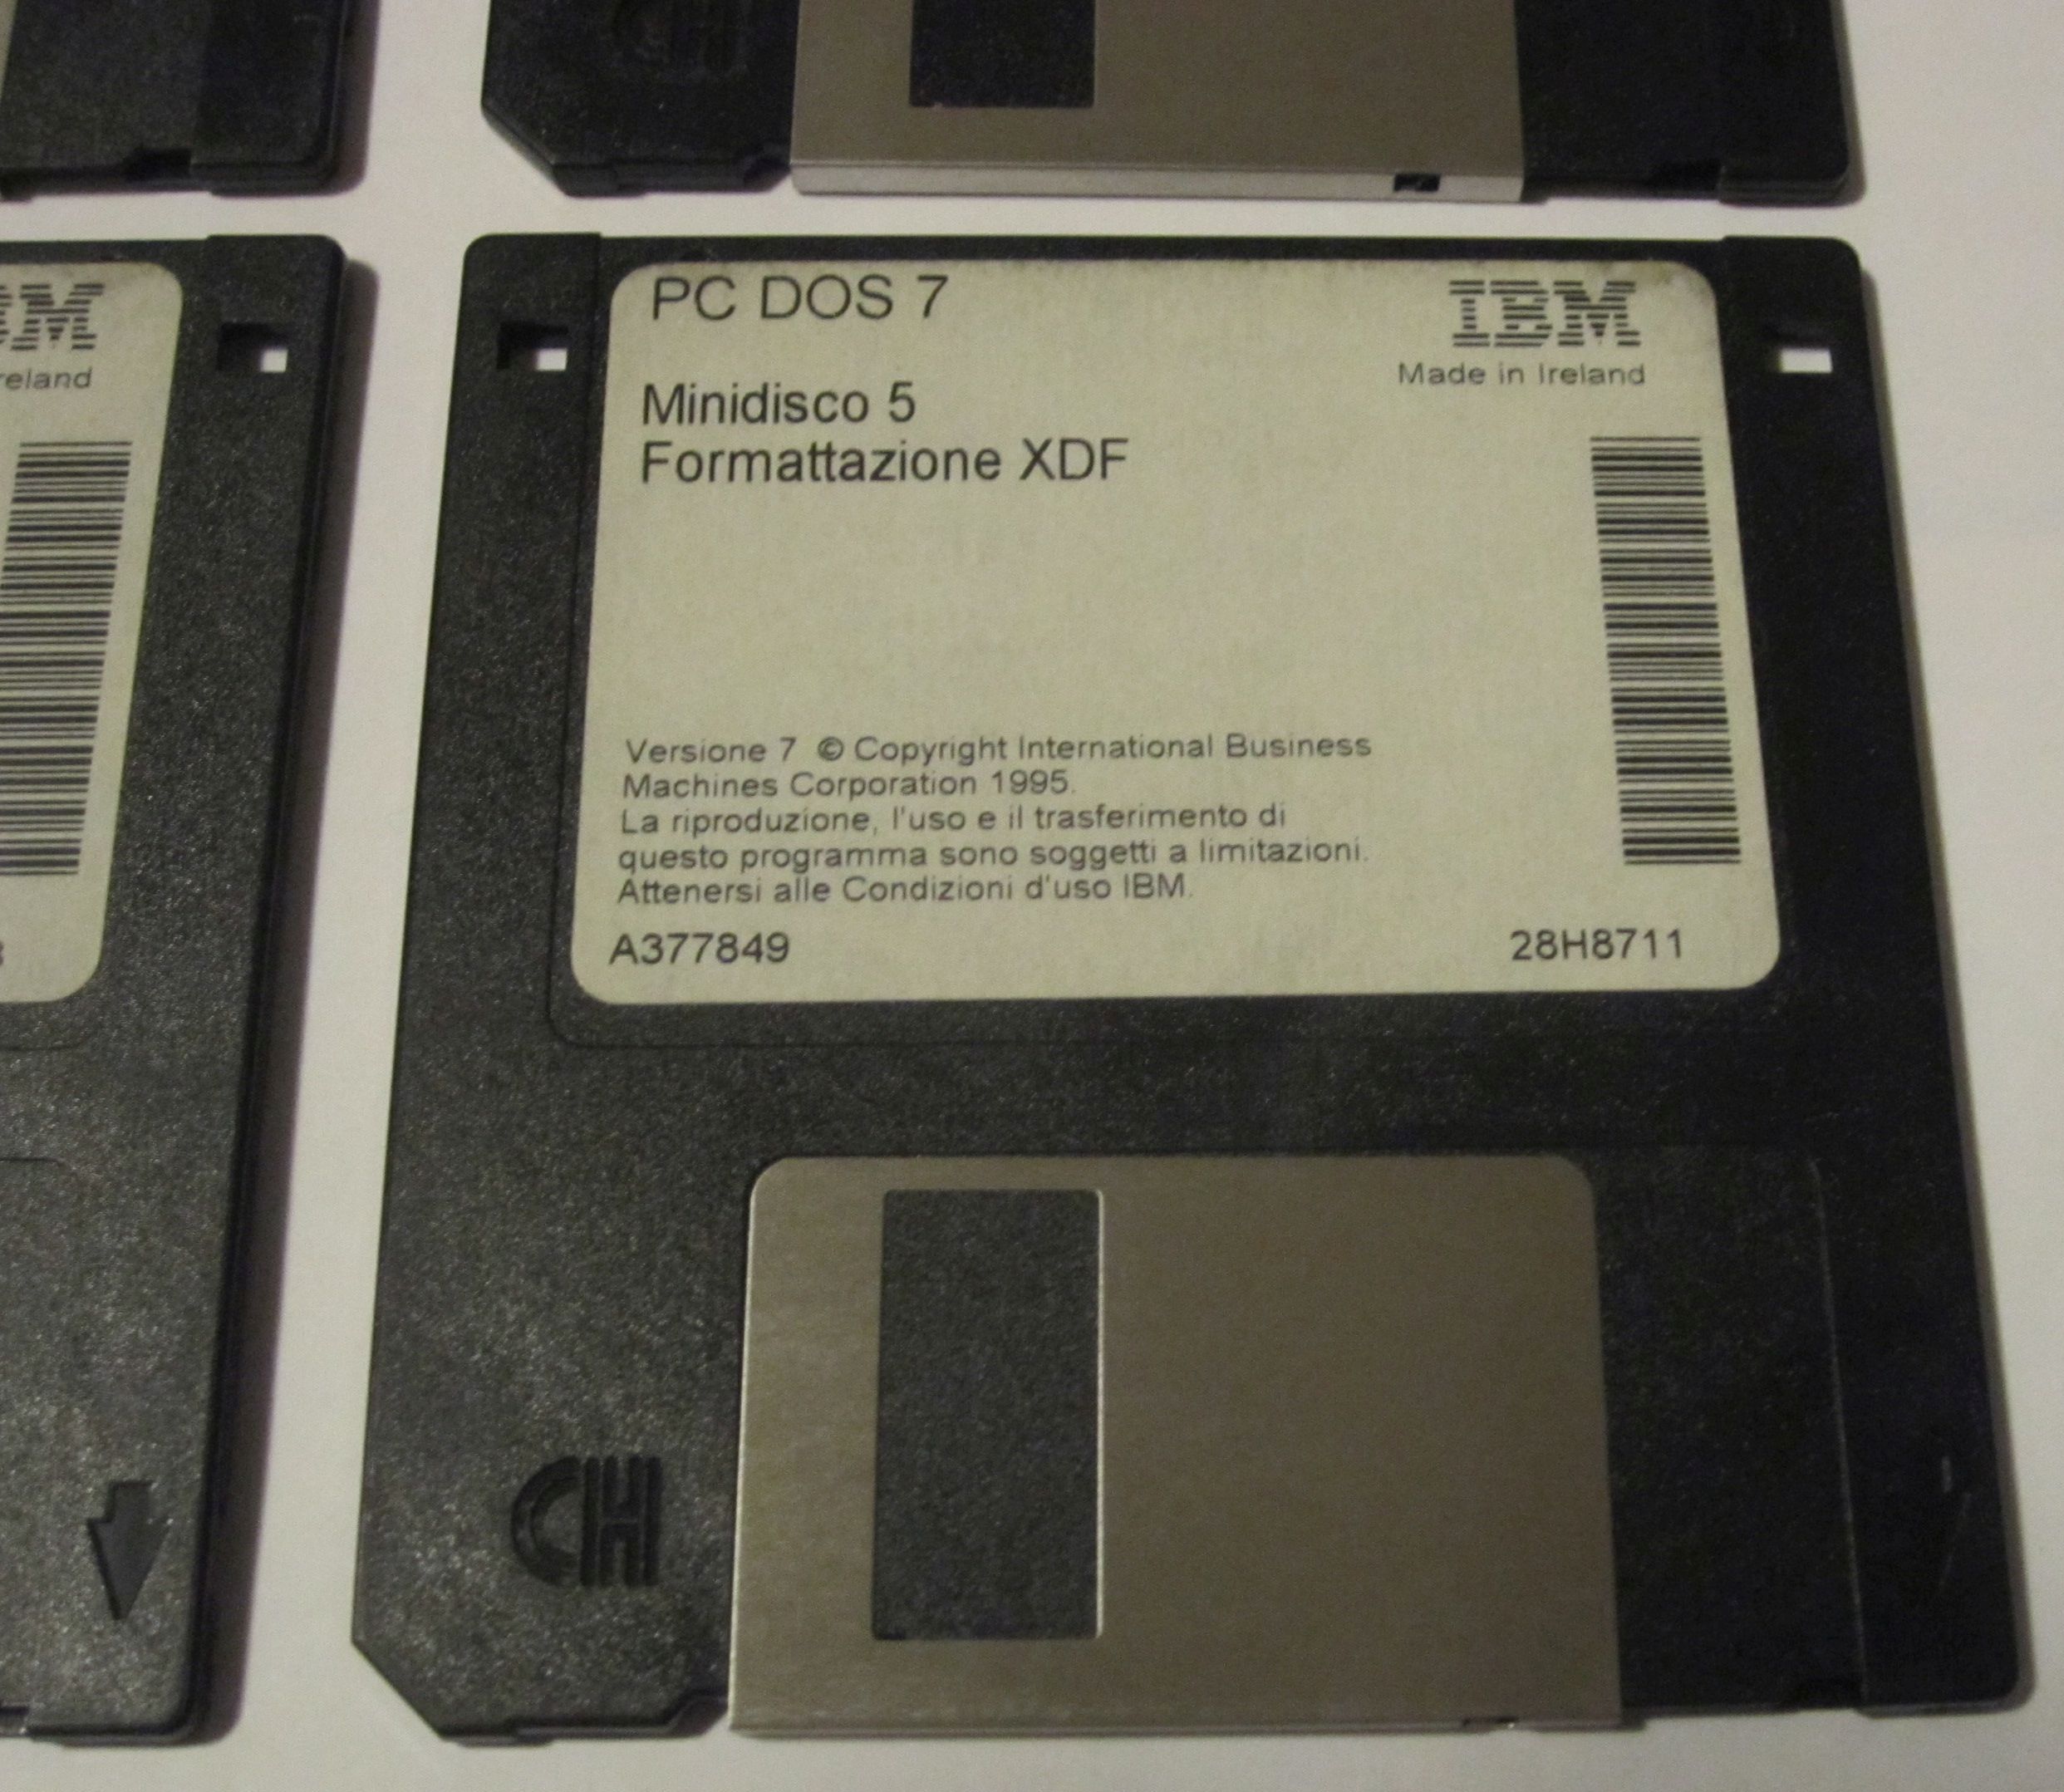 PC DOS 7
IBM
Made in Ireland
Minidisco 5
Formattazione XDF
Versione 7 © Copyright International Business
Machines Corporation 1995.
La riproduzione, l'uso e il trasferimento di
questo programma sono soggetti a limitazioni.
Attenersi alle Condizioni d'uso IBM.
A377849
28H8711